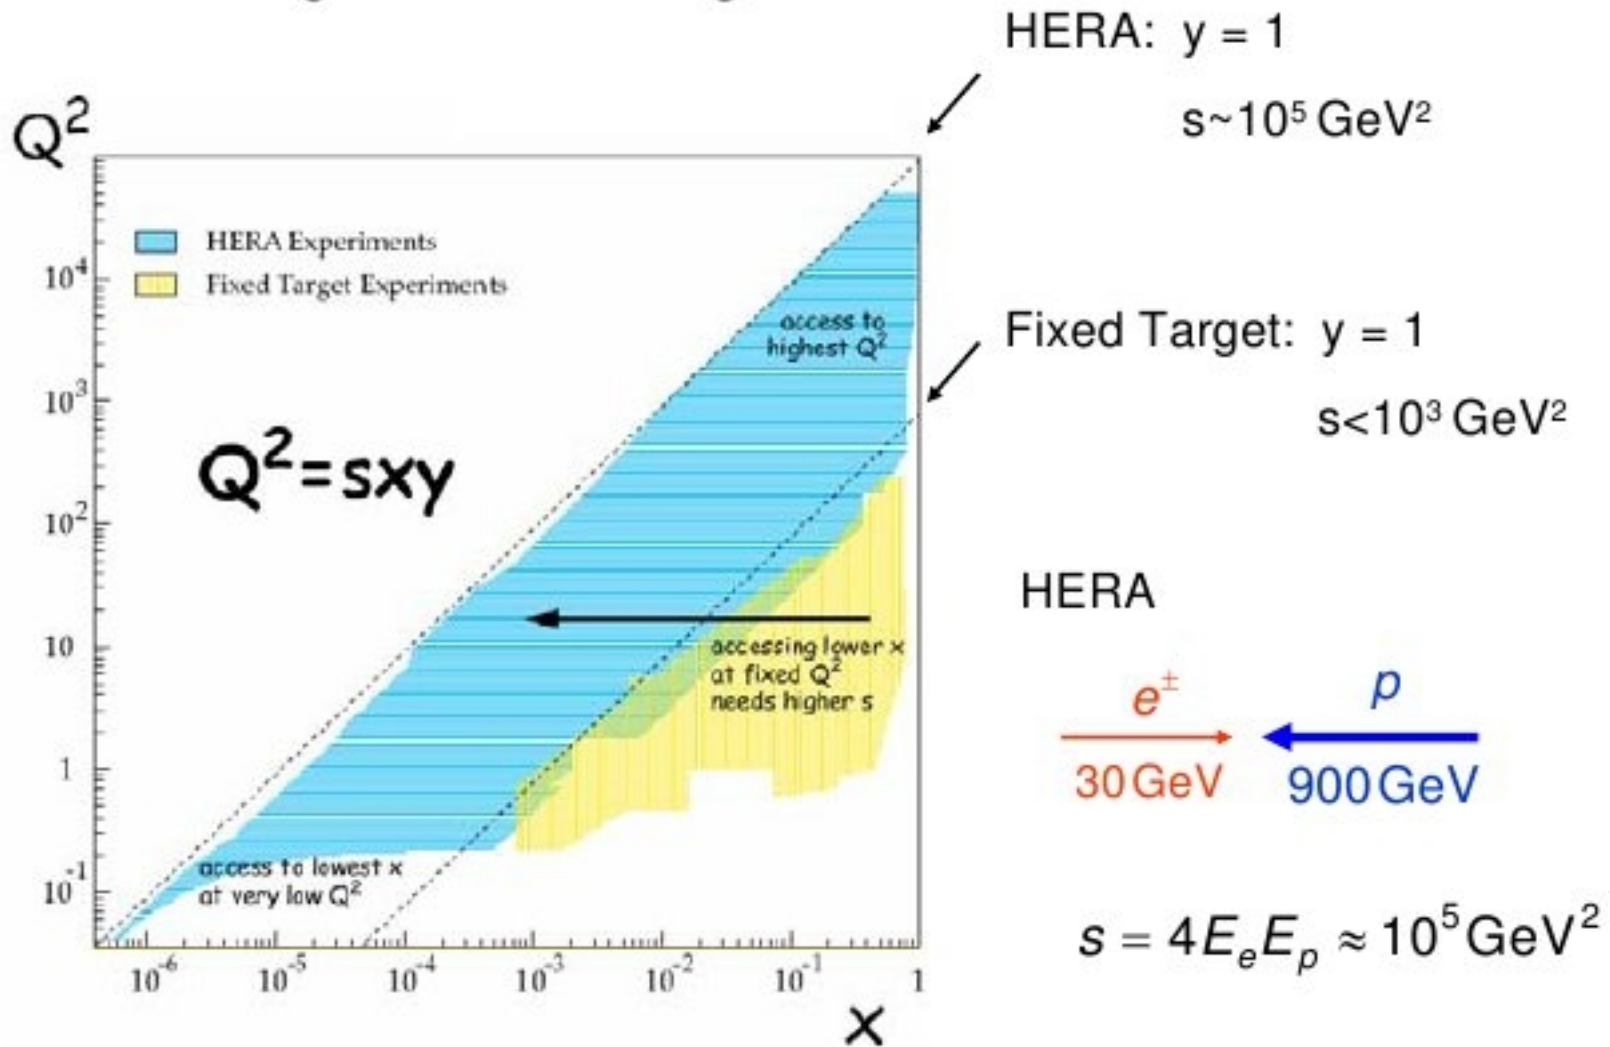 HERA: y = 1
s~10⁵ GeV²
Q²
HERA Experiments
Fixed Target Experiments
10⁴
access to
highest Q²
Fixed Target: y = 1
s<10³ GeV²
10³
Q²=sxy
10²
HERA
10
accessing lower x
at fixed Q²
needs higher s
e± p
1
30 GeV 900 GeV
access to lowest x
at very low Q²
10⁻¹
s = 4EₑEₚ ≈ 10⁵ GeV²
10⁻⁶ 10⁻⁵ 10⁻⁴ 10⁻³ 10⁻² 10⁻¹ 1
x